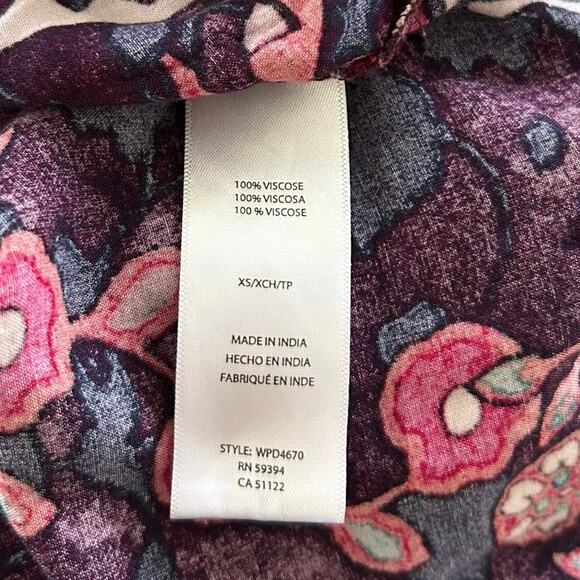 100% VISCOSE
100% VISCOSA
100 % VISCOSE
XS/XCH/TP
MADE IN INDIA
HECHO EN INDIA
FABRIQUÉ EN INDE
STYLE: WPD4670
RN 59394
CA 51122